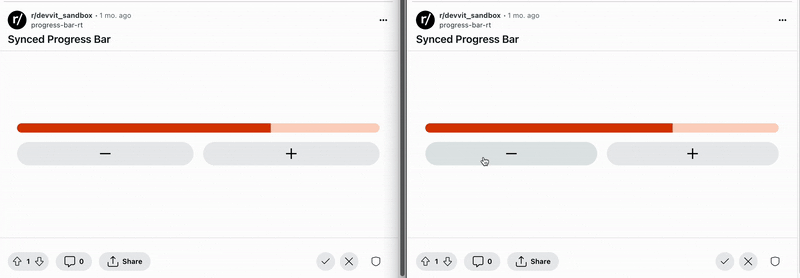 r/ r/devvit_sandbox · 1 mo. ago
progress-bar-rt
Synced Progress Bar
− +
1 0 Share
r/ r/devvit_sandbox · 1 mo. ago
progress-bar-rt
Synced Progress Bar
− +
1 0 Share